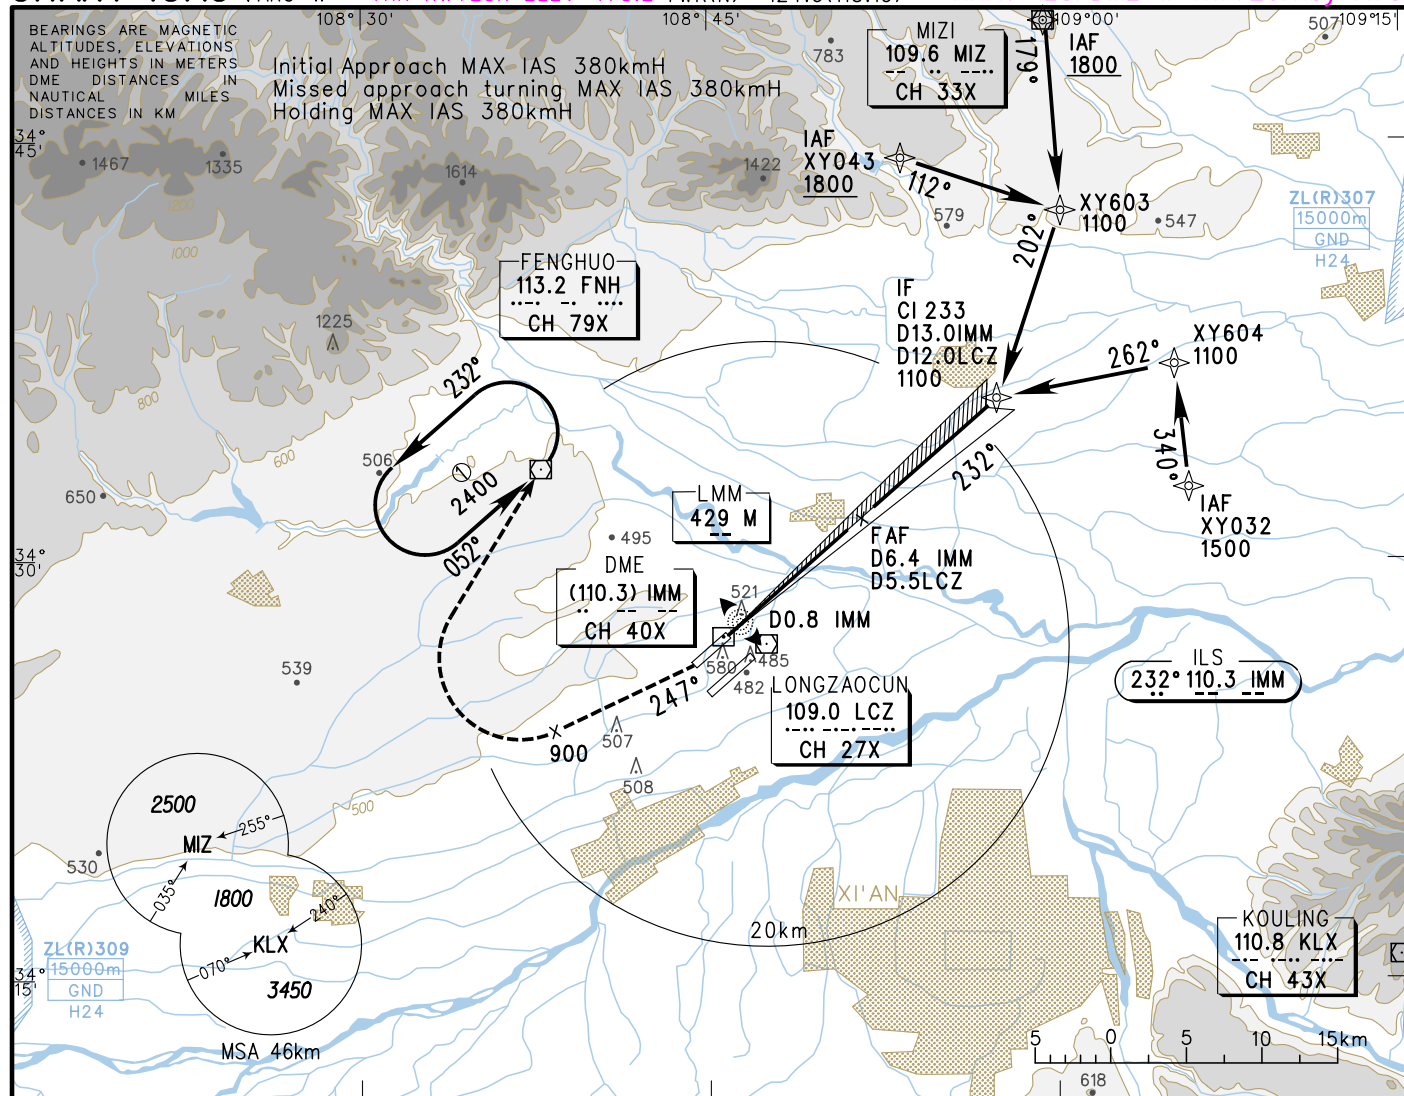 108°30'
108°45'
109°00'
109°15'
BEARINGS ARE MAGNETIC
ALTITUDES, ELEVATIONS
AND HEIGHTS IN METERS
DME DISTANCES IN
NAUTICAL MILES
DISTANCES IN KM
Initial Approach MAX IAS 380kmH
Missed approach turning MAX IAS 380kmH
Holding MAX IAS 380kmH
783
MIZI
109.6 MIZ
CH 33X
179°
IAF
1800
507
34°
45'
1467
1335
1614
1422
IAF
XY043
1800
112°
579
XY603
1100
547
202°
ZL(R)307
15000m
GND
H24
1200
1000
800
600
500
1225
FENGHUO
113.2 FNH
CH 79X
IF
CI 233
D13.0IMM
D12.0LCZ
1100
XY604
1100
262°
340°
IAF
XY032
1500
232°
232°
506
650
1
2400
052°
LMM
429 M
495
FAF
D6.4 IMM
D5.5LCZ
34°
30'
DME
(110.3) IMM
CH 40X
521
D0.8 IMM
580
485
482
539
247°
LONGZAOCUN
109.0 LCZ
CH 27X
ILS
232° 110.3 IMM
900
507
508
2500
MIZ
255°
035°
1800
240°
KLX
070°
3450
MSA 46km
530
ZL(R)309
15000m
GND
H24
34°
15'
XI'AN
20km
KOULING
110.8 KLX
CH 43X
5 0 5 10 15km
618